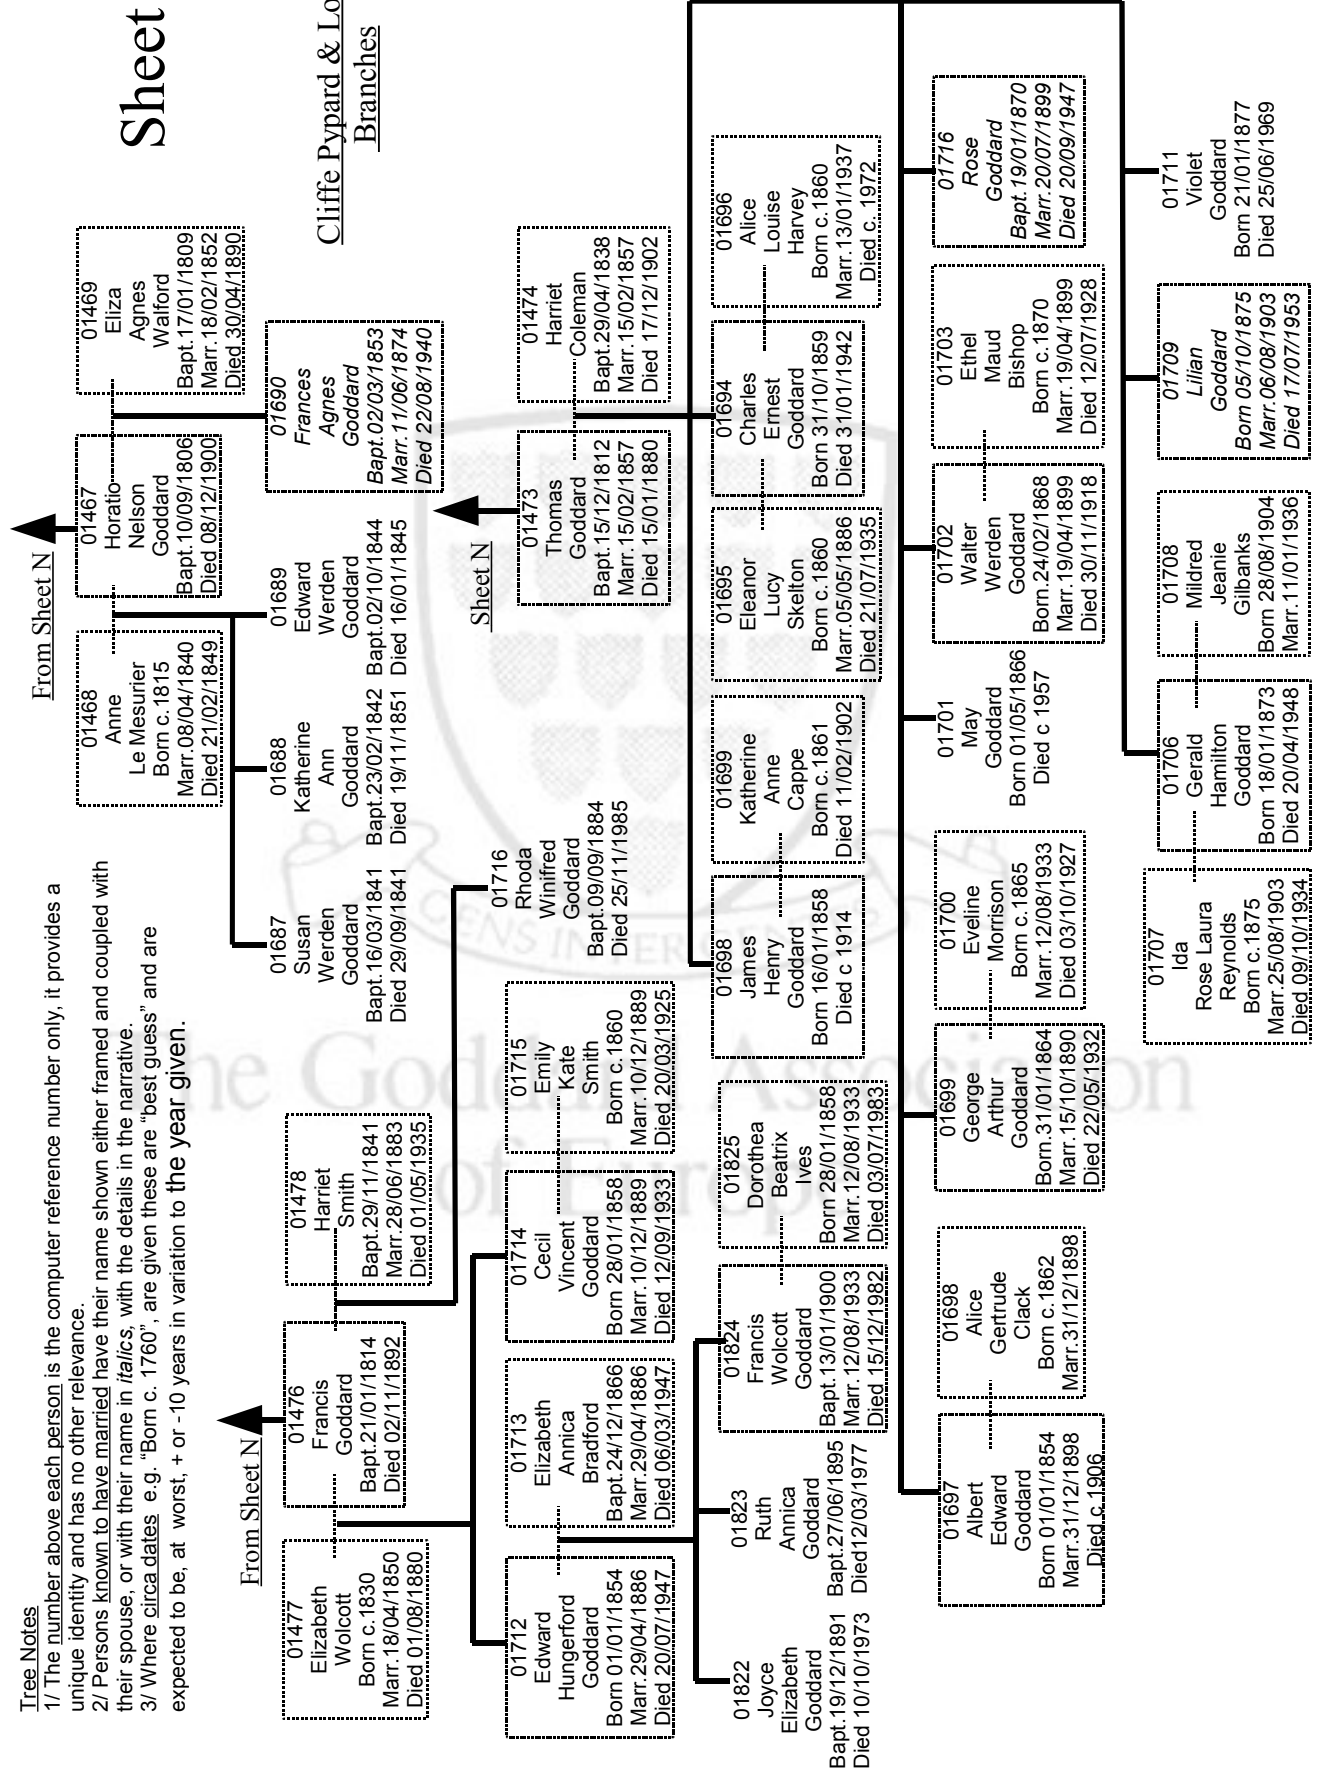 Tree Notes
1/ The number above each person is the computer reference number only, it provides a
unique identity and has no other relevance.
2/ Persons known to have married have their name shown either framed and coupled with
their spouse, or with their name in italics, with the details in the narrative.
3/ Where circa dates e.g. "Born c. 1760", are given these are "best guess" and are
expected to be, at worst, + or -10 years in variation to the year given.
Sheet
Cliffe Pypard & Lo
Branches
From Sheet N
01468
Anne
Le Mesurier
Born c.1815
Marr.08/04/1840
Died 21/02/1849
01467
Horatio
Nelson
Goddard
Bapt.10/09/1806
Died 08/12/1900
01469
Eliza
Agnes
Walford
Bapt.17/01/1809
Marr.18/02/1852
Died 30/04/1890
01687
Susan
Werden
Goddard
Bapt.16/03/1841
Died 29/09/1841
01688
Katherine
Ann
Goddard
Bapt.23/02/1842
Died 19/11/1851
01689
Edward
Werden
Goddard
Bapt.02/10/1844
Died 16/01/1845
01690
Frances
Agnes
Goddard
Bapt.02/03/1853
Marr.11/06/1874
Died 22/08/1940
From Sheet N
01477
Elizabeth
Wolcott
Born c.1830
Marr.18/04/1850
Died 01/08/1880
01476
Francis
Goddard
Bapt.21/01/1814
Died 02/11/1892
01478
Harriet
Smith
Bapt.29/11/1841
Marr.28/06/1883
Died 01/05/1935
01712
Edward
Hungerford
Goddard
Born 01/01/1854
Marr.29/04/1886
Died 20/07/1947
01713
Elizabeth
Annica
Bradford
Bapt.24/12/1866
Marr.29/04/1886
Died 06/03/1947
01714
Cecil
Vincent
Goddard
Born 28/01/1858
Marr.10/12/1889
Died 12/09/1933
01715
Emily
Kate
Smith
Born c.1860
Marr.10/12/1889
Died 20/03/1925
01716
Rhoda
Winifred
Goddard
Bapt.09/09/1884
Died 25/11/1985
Sheet N
01473
Thomas
Goddard
Bapt.15/12/1812
Marr.15/02/1857
Died 15/01/1880
01474
Harriet
Coleman
Bapt.29/04/1838
Marr.15/02/1857
Died 17/12/1902
01822
Joyce
Elizabeth
Goddard
Bapt.19/12/1891
Died 10/10/1973
01823
Ruth
Annica
Goddard
Bapt.27/06/1895
Died12/03/1977
01824
Francis
Wolcott
Goddard
Bapt.13/01/1900
Marr.12/08/1933
Died 15/12/1982
01825
Dorothea
Beatrix
Ives
Born 28/01/1858
Marr.12/08/1933
Died 03/07/1983
01698
James
Henry
Goddard
Born 16/01/1858
Died c 1914
01699
Katherine
Anne
Cappe
Born c.1861
Died 11/02/1902
01695
Eleanor
Lucy
Skelton
Born c.1860
Marr.05/05/1886
Died 21/07/1935
01694
Charles
Ernest
Goddard
Born 31/10/1859
Died 31/01/1942
01696
Alice
Louise
Harvey
Born c.1860
Marr.13/01/1937
Died c. 1972
01697
Albert
Edward
Goddard
Born 01/01/1854
Marr.31/12/1898
Died c.1906
01698
Alice
Gertrude
Clack
Born c.1862
Marr.31/12/1898
01699
George
Arthur
Goddard
Born.31/01/1864
Marr.15/10/1890
Died 22/05/1932
01700
Eveline
Morrison
Born c.1865
Marr.12/08/1933
Died 03/10/1927
01701
May
Goddard
Born 01/05/1866
Died c 1957
01702
Walter
Werden
Goddard
Born.24/02/1868
Marr.19/04/1899
Died 30/11/1918
01703
Ethel
Maud
Bishop
Born c.1870
Marr.19/04/1899
Died 12/07/1928
01716
Rose
Goddard
Bapt.19/01/1870
Marr.20/07/1899
Died 20/09/1947
01707
Ida
Rose Laura
Reynolds
Born c.1875
Marr.25/08/1903
Died 09/10/1934
01706
Gerald
Hamilton
Goddard
Born 18/01/1873
Died 20/04/1948
01708
Mildred
Jeanie
Gilbanks
Born 28/08/1904
Marr.11/01/1936
01709
Lilian
Goddard
Born 05/10/1875
Marr.06/08/1903
Died 17/07/1953
01711
Violet
Goddard
Born 21/01/1877
Died 25/06/1969
The Goddard Association
of Europe
GENS INTER GENTES